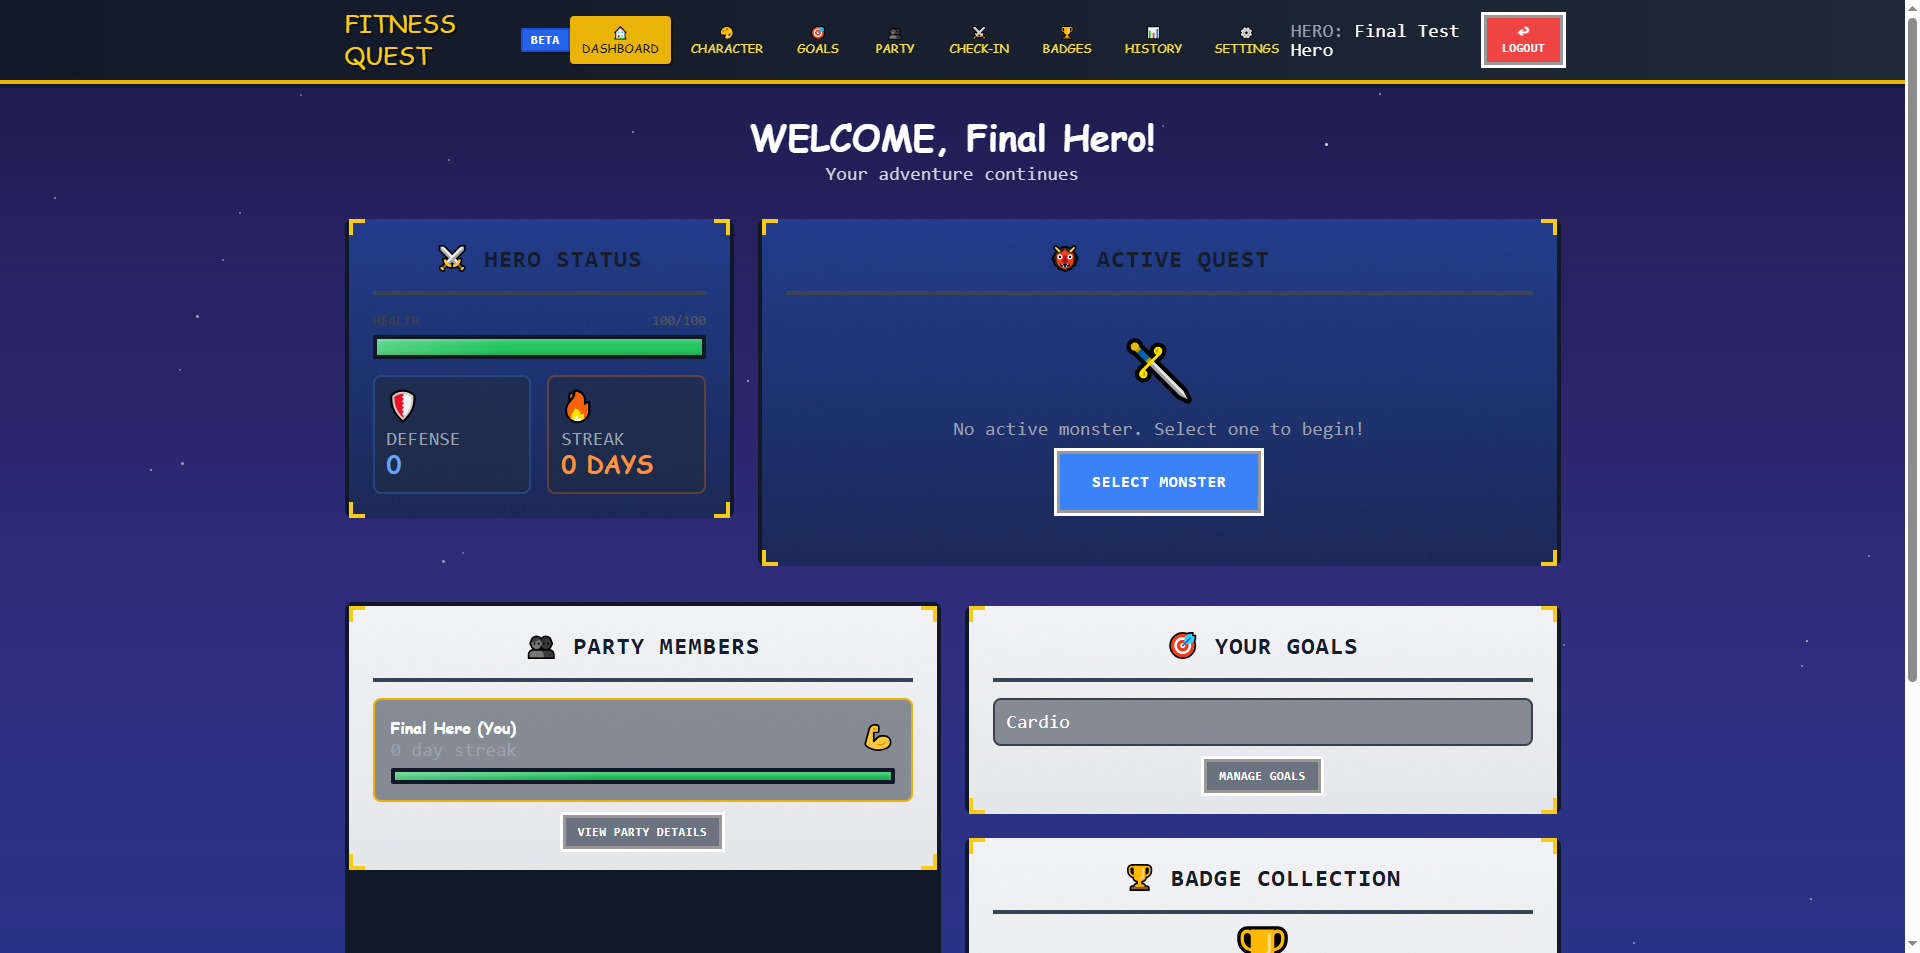 FITNESS
QUEST
BETA
DASHBOARD
CHARACTER
GOALS
PARTY
CHECK-IN
BADGES
HISTORY
SETTINGS
HERO: Final Test
Hero
LOGOUT
WELCOME, Final Hero!
Your adventure continues
HERO STATUS
HEALTH 100/100
DEFENSE
0
STREAK
0 DAYS
ACTIVE QUEST
No active monster. Select one to begin!
SELECT MONSTER
PARTY MEMBERS
Final Hero (You)
0 day streak
VIEW PARTY DETAILS
YOUR GOALS
Cardio
MANAGE GOALS
BADGE COLLECTION